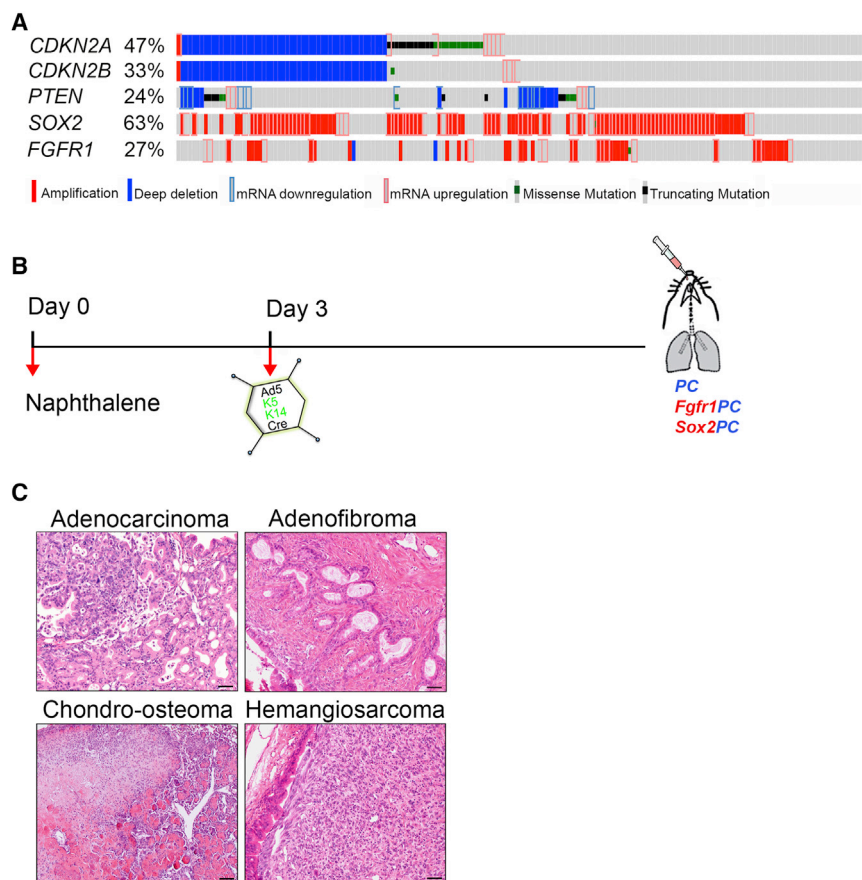 A
CDKN2A 47%
CDKN2B 33%
PTEN 24%
SOX2 63%
FGFR1 27%
Amplification Deep deletion mRNA downregulation mRNA upregulation Missense Mutation Truncating Mutation
B
Day 0 Day 3
Naphthalene
Ad5
K5
K14
Cre
PC
Fgfr1PC
Sox2PC
C
Adenocarcinoma Adenofibroma
Chondro-osteoma Hemangiosarcoma